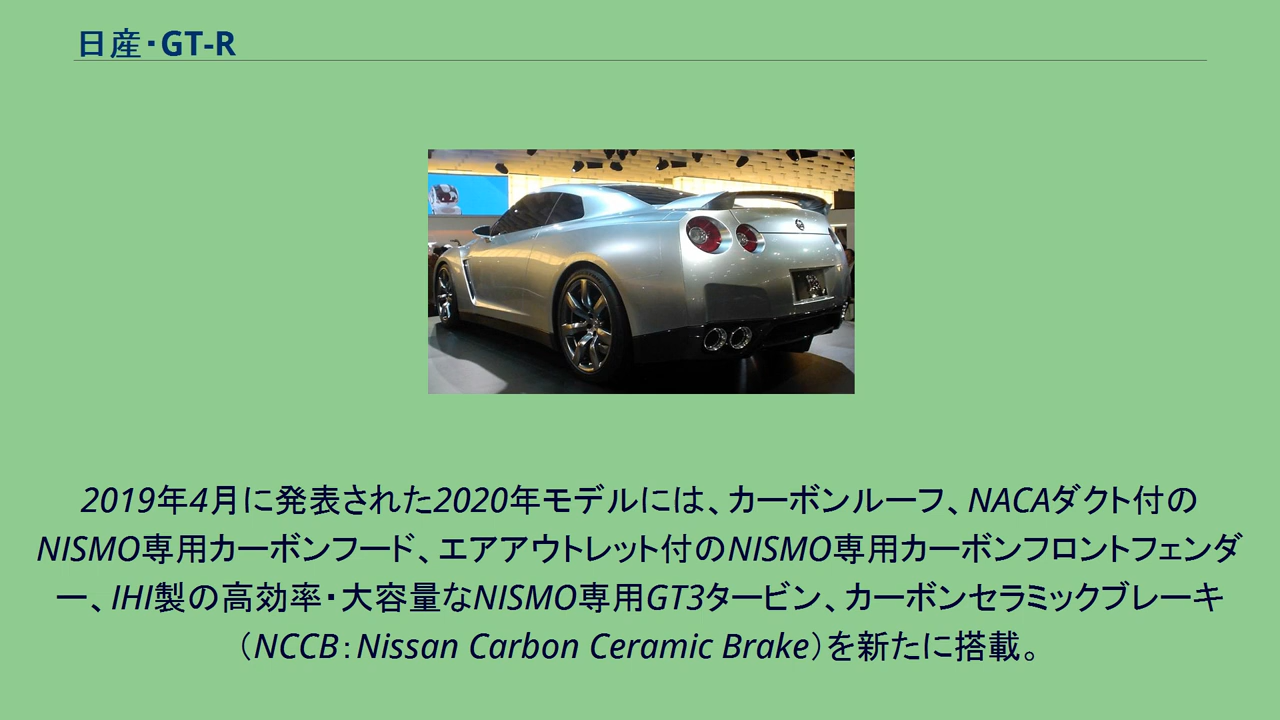 日産・GT-R
2019年4月に発表された2020年モデルには、カーボンルーフ、NACAダクト付の
NISMO専用カーボンフード、エアアウトレット付のNISMO専用カーボンフロントフェンダ
ー、IHI製の高効率・大容量なNISMO専用GT3タービン、カーボンセラミックブレーキ
（NCCB：Nissan Carbon Ceramic Brake）を新たに搭載。